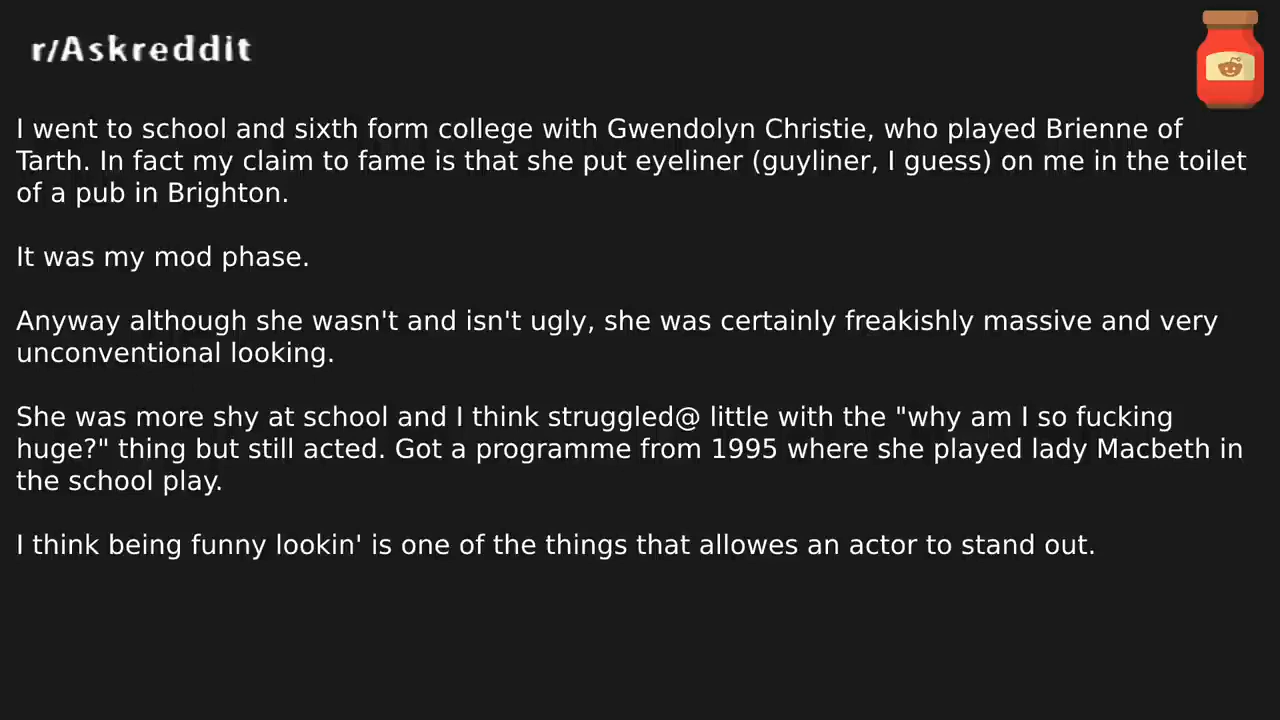 r/Askreddit
I went to school and sixth form college with Gwendolyn Christie, who played Brienne of
Tarth. In fact my claim to fame is that she put eyeliner (guyliner, I guess) on me in the toilet
of a pub in Brighton.
It was my mod phase.
Anyway although she wasn't and isn't ugly, she was certainly freakishly massive and very
unconventional looking.
She was more shy at school and I think struggled@ little with the "why am I so fucking
huge?" thing but still acted. Got a programme from 1995 where she played lady Macbeth in
the school play.
I think being funny lookin' is one of the things that allowes an actor to stand out.